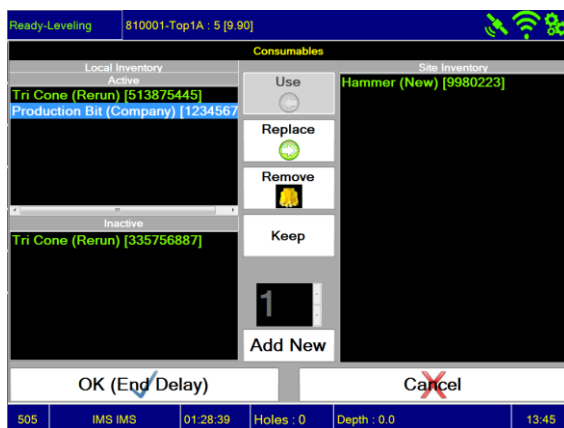 Ready-Leveling
810001-Top1A : 5 [9.90]
Consumables
Local Inventory
Active
Tri Cone (Rerun) [513875445]
Production Bit (Company) [1234567
Inactive
Tri Cone (Rerun) [335756887]
Use
Replace
Remove
Keep
1
Add New
Site Inventory
Hammer (New) [9980223]
OK (End Delay)
Cancel
505
IMS IMS
01:28:39
Holes : 0
Depth : 0.0
13:45